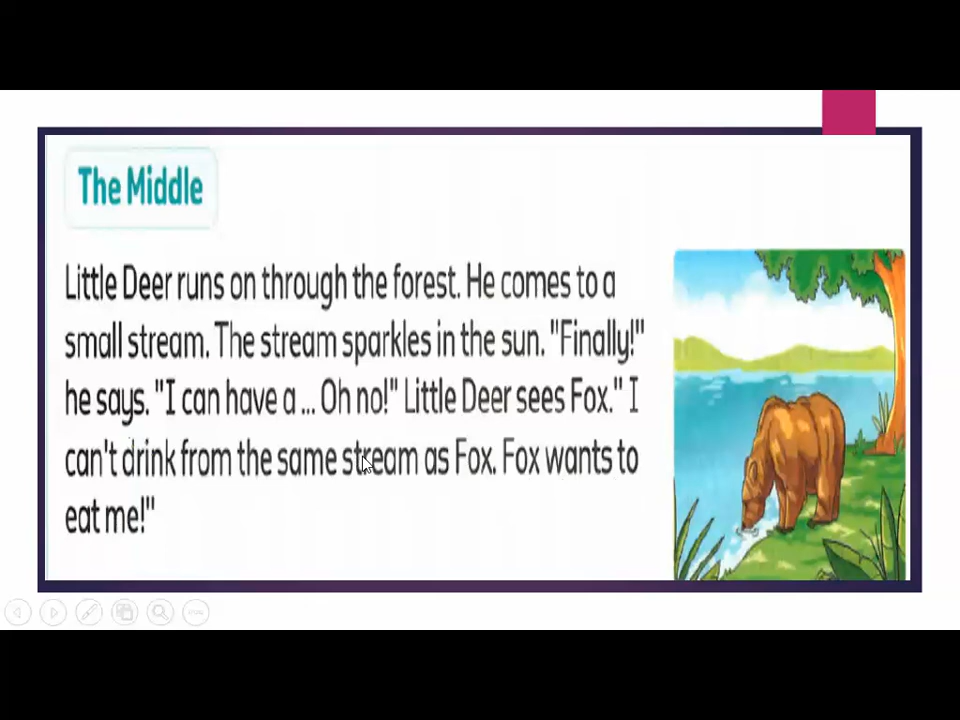 The Middle
Little Deer runs on through the forest. He comes to a
small stream. The stream sparkles in the sun. "Finally!"
he says. "I can have a ... Oh no!" Little Deer sees Fox." I
can't drink from the same stream as Fox. Fox wants to
eat me!"